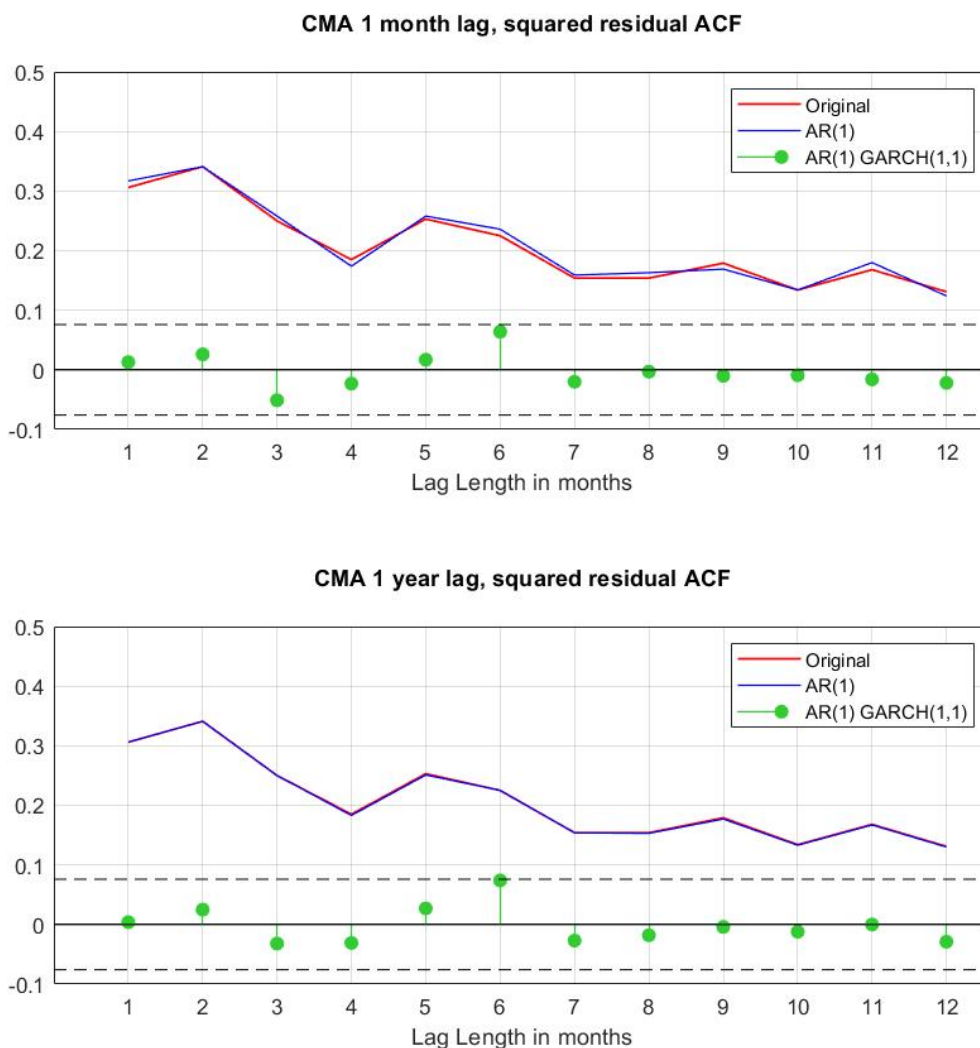 CMA 1 month lag, squared residual ACF
0.5
0.4
0.3
0.2
0.1
0
-0.1
Original
AR(1)
AR(1) GARCH(1,1)
1 2 3 4 5 6 7 8 9 10 11 12
Lag Length in months
CMA 1 year lag, squared residual ACF
0.5
0.4
0.3
0.2
0.1
0
-0.1
Original
AR(1)
AR(1) GARCH(1,1)
1 2 3 4 5 6 7 8 9 10 11 12
Lag Length in months